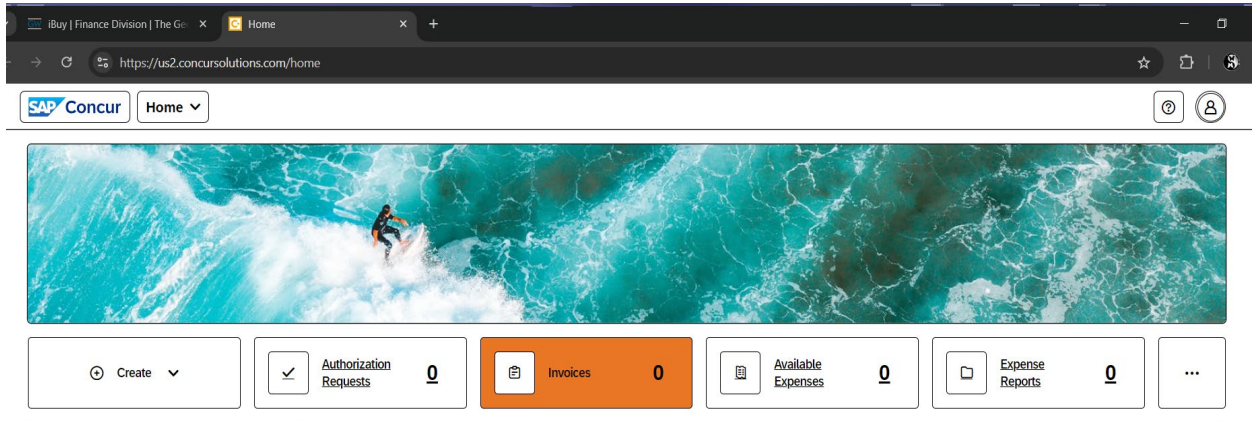 iBuy | Finance Division | The Ge
Home
https://us2.concursolutions.com/home
SAP Concur
Home
Create
Authorization
Requests
0
Invoices
0
Available
Expenses
0
Expense
Reports
0